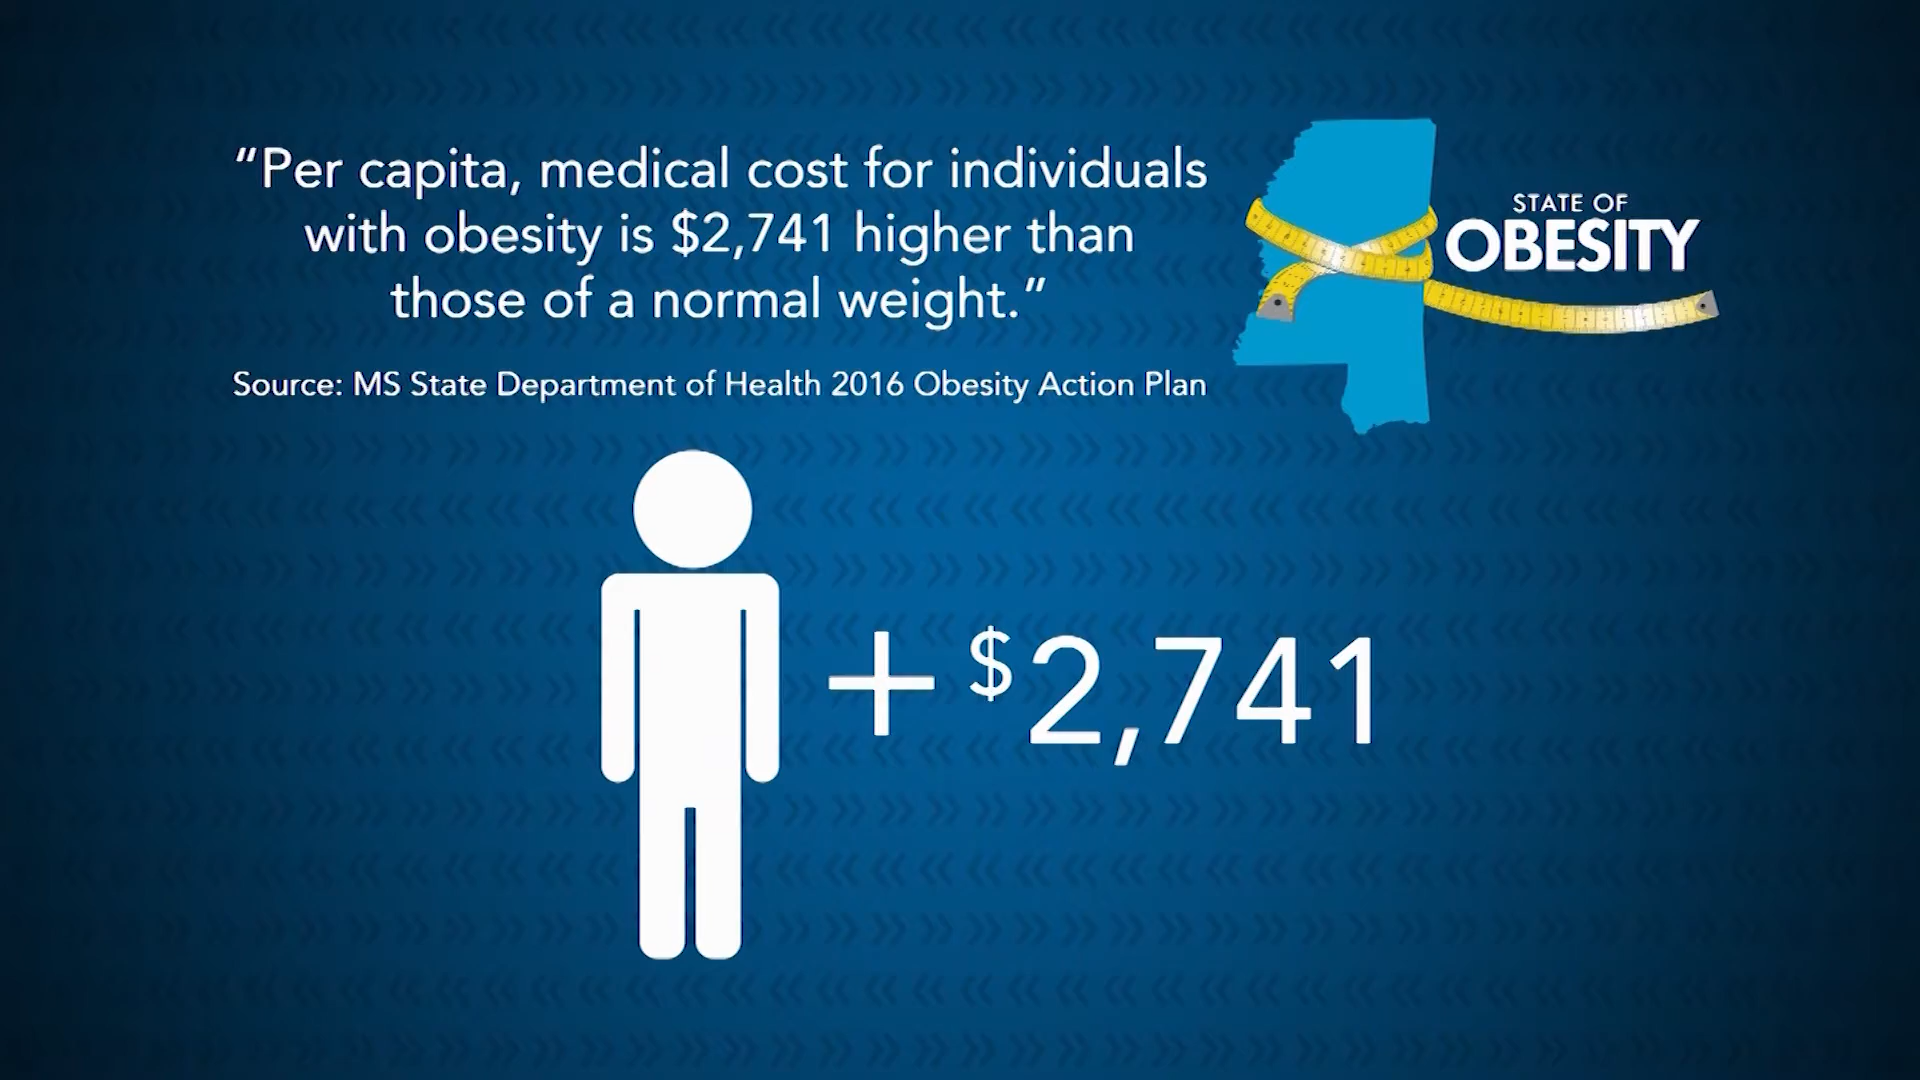 “Per capita, medical cost for individuals
with obesity is $2,741 higher than
those of a normal weight.”
Source: MS State Department of Health 2016 Obesity Action Plan
STATE OF
OBESITY
+ $2,741